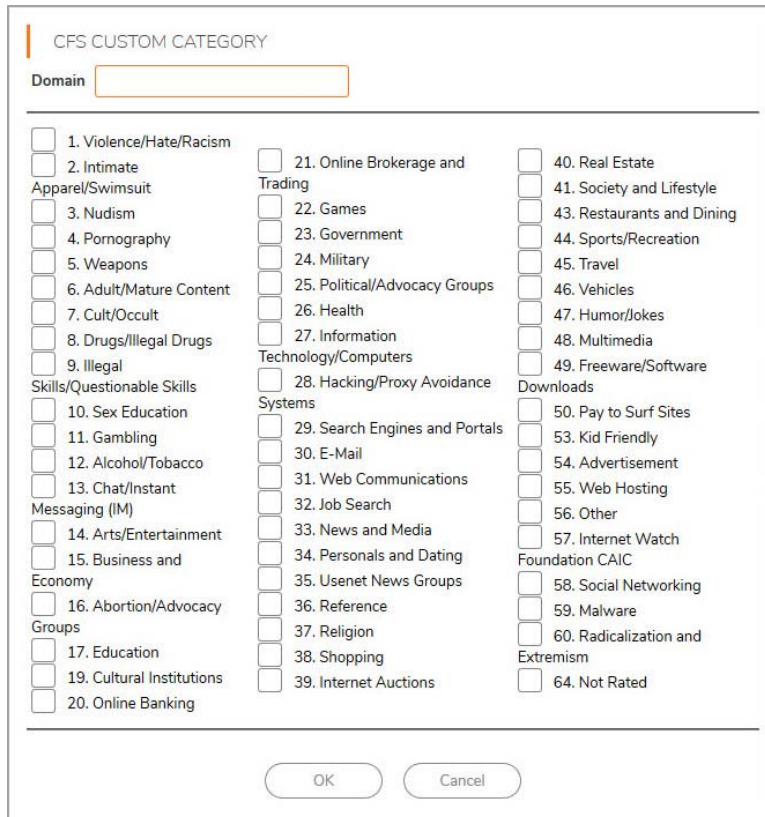 CFS CUSTOM CATEGORY
Domain
1. Violence/Hate/Racism
2. Intimate
Apparel/Swimsuit
3. Nudism
4. Pornography
5. Weapons
6. Adult/Mature Content
7. Cult/Occult
8. Drugs/Illegal Drugs
9. Illegal
Skills/Questionable Skills
10. Sex Education
11. Gambling
12. Alcohol/Tobacco
13. Chat/Instant
Messaging (IM)
14. Arts/Entertainment
15. Business and
Economy
16. Abortion/Advocacy
Groups
17. Education
19. Cultural Institutions
20. Online Banking
21. Online Brokerage and
Trading
22. Games
23. Government
24. Military
25. Political/Advocacy Groups
26. Health
27. Information
Technology/Computers
28. Hacking/Proxy Avoidance
Systems
29. Search Engines and Portals
30. E-Mail
31. Web Communications
32. Job Search
33. News and Media
34. Personals and Dating
35. Usenet News Groups
36. Reference
37. Religion
38. Shopping
39. Internet Auctions
40. Real Estate
41. Society and Lifestyle
43. Restaurants and Dining
44. Sports/Recreation
45. Travel
46. Vehicles
47. Humor/Jokes
48. Multimedia
49. Freeware/Software
Downloads
50. Pay to Surf Sites
53. Kid Friendly
54. Advertisement
55. Web Hosting
56. Other
57. Internet Watch
Foundation CAIC
58. Social Networking
59. Malware
60. Radicalization and
Extremism
64. Not Rated
OK
Cancel